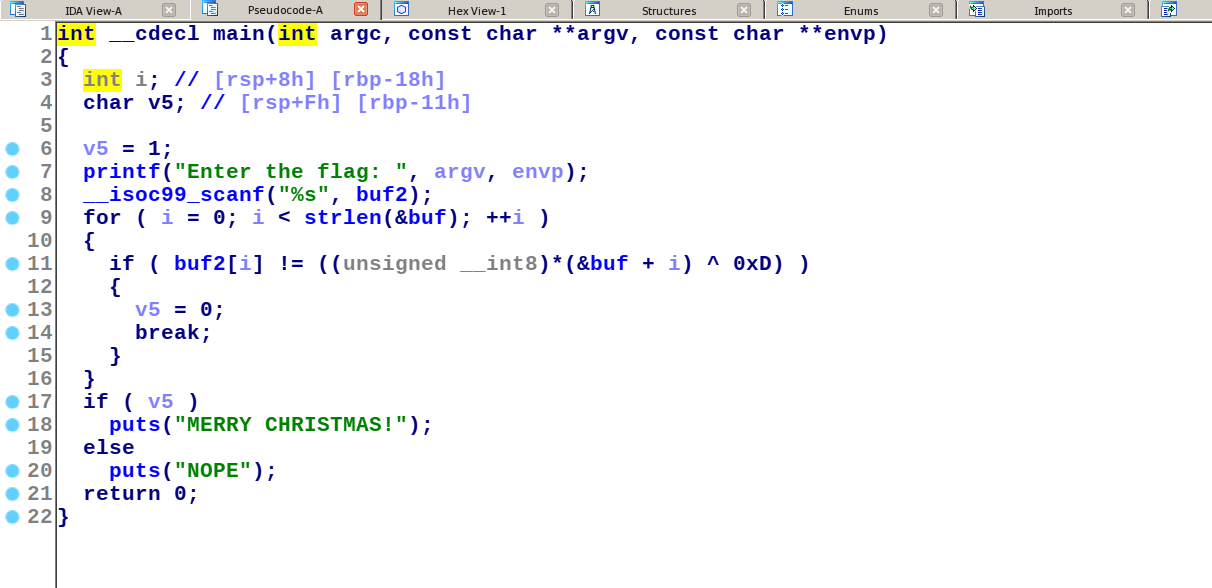 IDA View-A Pseudocode-A Hex View-1 Structures Enums Imports
1 int __cdecl main(int argc, const char **argv, const char **envp)
2 {
3   int i; // [rsp+8h] [rbp-18h]
4   char v5; // [rsp+Fh] [rbp-11h]
5
6   v5 = 1;
7   printf("Enter the flag: ", argv, envp);
8   __isoc99_scanf("%s", buf2);
9   for ( i = 0; i < strlen(&buf); ++i )
10   {
11     if ( buf2[i] != ((unsigned __int8)*(&buf + i) ^ 0xD) )
12     {
13       v5 = 0;
14       break;
15     }
16   }
17   if ( v5 )
18     puts("MERRY CHRISTMAS!");
19   else
20     puts("NOPE");
21   return 0;
22 }